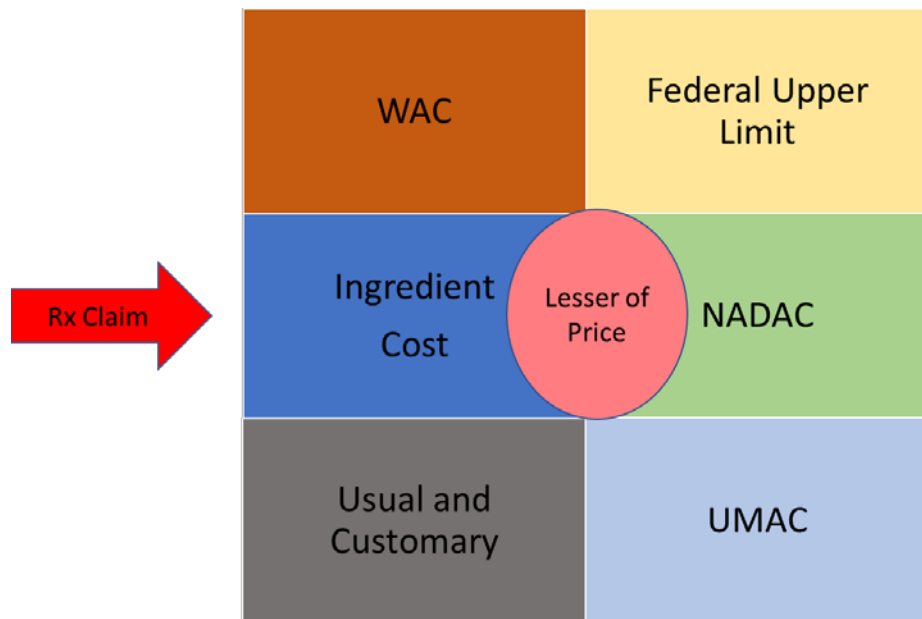 WAC
Federal Upper
Limit
Rx Claim
Ingredient
Cost
Lesser of
Price
NADAC
Usual and
Customary
UMAC